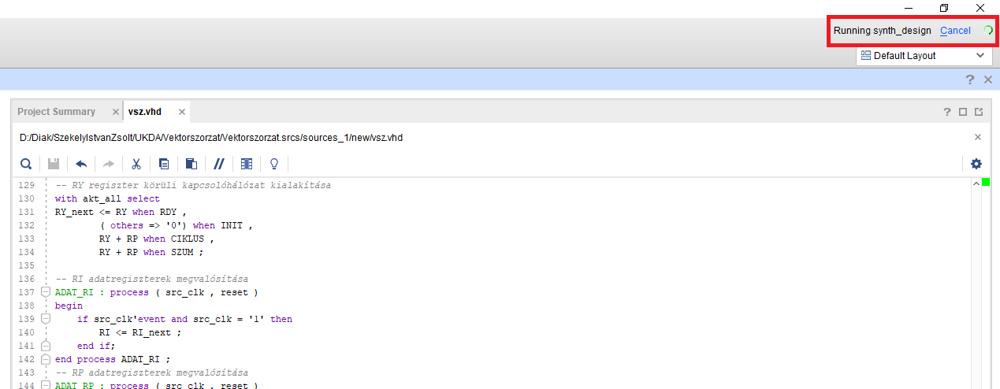 Running synth_design Cancel
Default Layout
?
Project Summary vsz.vhd ?
D:/Diak/SzekelyIstvanZsolt/UKDA/Vektorszorzat/Vektorszorzat.srcs/sources_1/new/vsz.vhd
//
129 -- RY regiszter körüli kapcsolóhálózat kialakítása
130 with akt_all select
131 RY_next <= RY when RDY ,
132 ( others => '0') when INIT ,
133 RY + RP when CIKLUS ,
134 RY + RP when SZUM ;
135
136 -- RI adatregiszterek megvalósítása
137 ADAT_RI : process ( src_clk , reset )
138 begin
139 if src_clk'event and src_clk = '1' then
140 RI <= RI_next ;
141 end if;
142 end process ADAT_RI ;
143 -- RP adatregiszterek megvalósítása
144 ADAT_RP : process ( src_clk , reset )